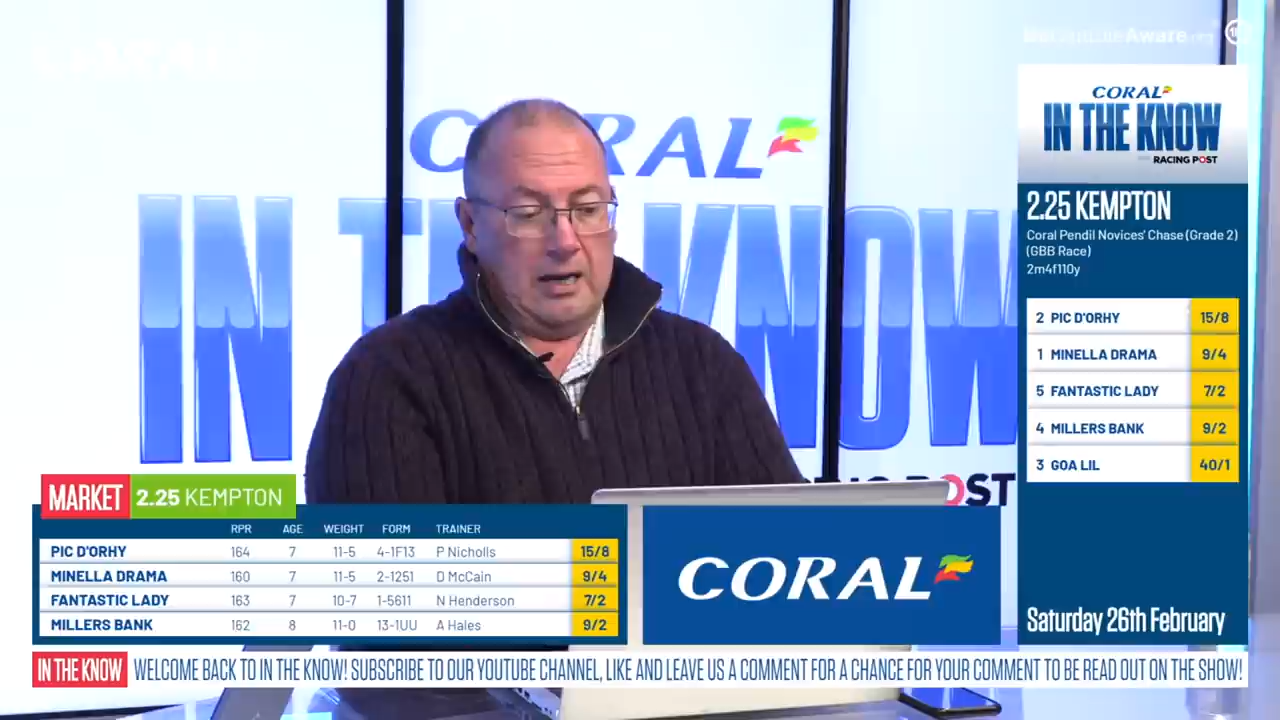 CORAL
IN THE KNOW
RACING POST
2.25 KEMPTON
Coral Pendil Novices' Chase (Grade 2)
(GBB Race)
2m4f110y
2 PIC D'ORHY 15/8
1 MINELLA DRAMA 9/4
5 FANTASTIC LADY 7/2
4 MILLERS BANK 9/2
3 GOA LIL 40/1
Saturday 26th February
CORAL
IN THE KNOW
MARKET 2.25 KEMPTON
RPR AGE WEIGHT FORM TRAINER
PIC D'ORHY 164 7 11-5 4-1F13 P Nicholls 15/8
MINELLA DRAMA 160 7 11-5 2-1251 D McCain 9/4
FANTASTIC LADY 163 7 10-7 1-5611 N Henderson 7/2
MILLERS BANK 162 8 11-0 13-1UU A Hales 9/2
CORAL
IN THE KNOW WELCOME BACK TO IN THE KNOW! SUBSCRIBE TO OUR YOUTUBE CHANNEL, LIKE AND LEAVE US A COMMENT FOR A CHANCE FOR YOUR COMMENT TO BE READ OUT ON THE SHOW!